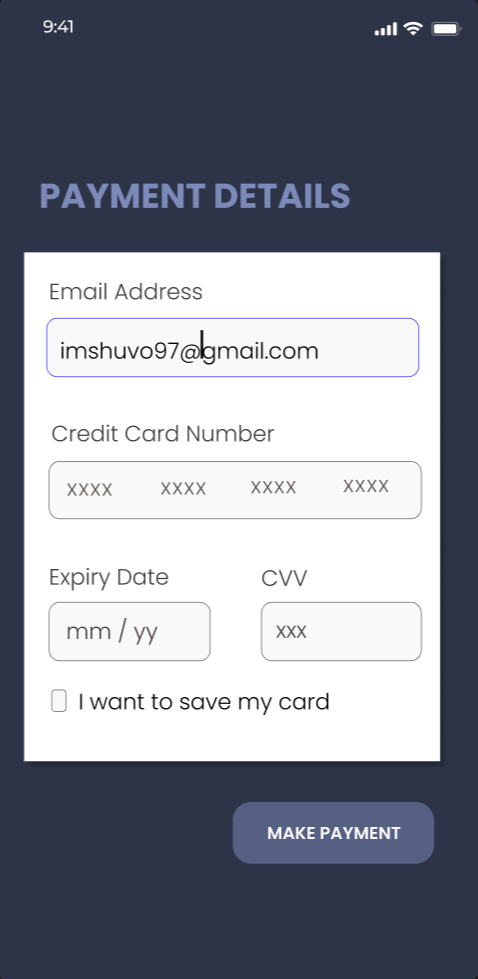 9:41
PAYMENT DETAILS
Email Address
imshuvo97@gmail.com
Credit Card Number
xxxx xxxx xxxx xxxx
Expiry Date CVV
mm / yy xxx
I want to save my card
MAKE PAYMENT